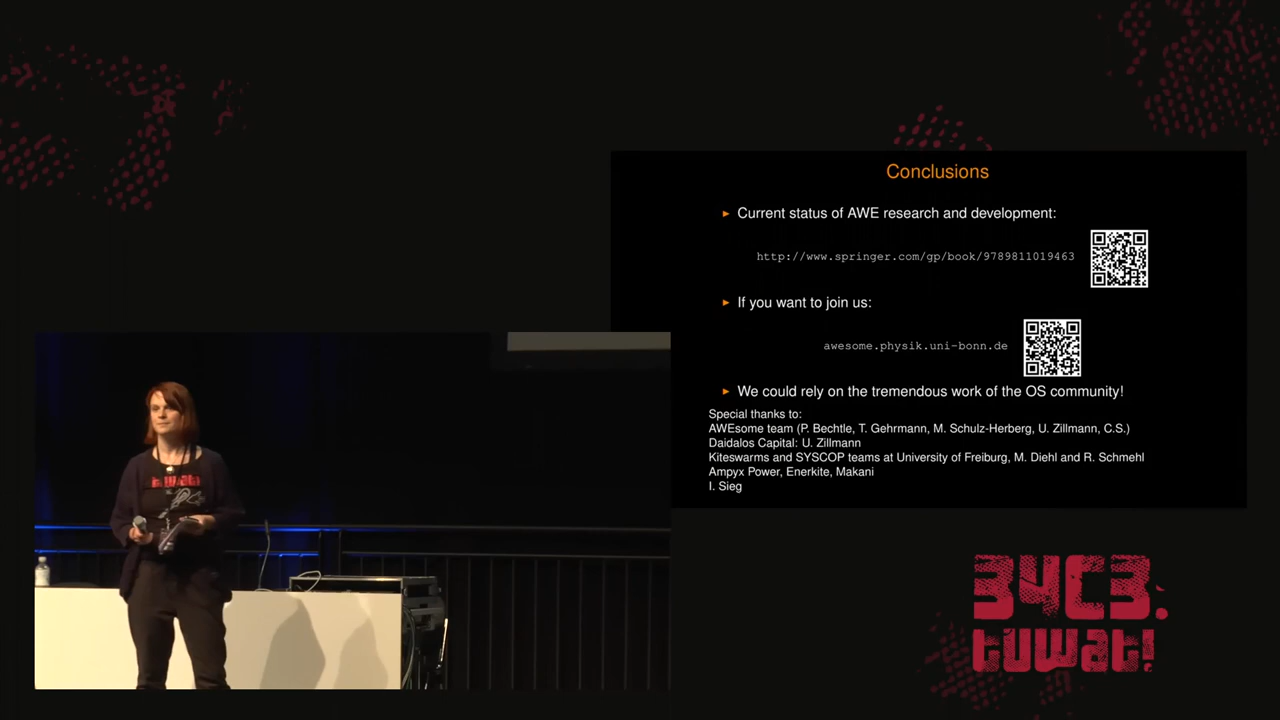 Conclusions
► Current status of AWE research and development:
http://www.springer.com/gp/book/9789811019463
► If you want to join us:
awesome.physik.uni-bonn.de
► We could rely on the tremendous work of the OS community!
Special thanks to:
AWEsome team (P. Bechtle, T. Gehrmann, M. Schulz-Herberg, U. Zillmann, C.S.)
Daidalos Capital: U. Zillmann
Kiteswarms and SYSCOP teams at University of Freiburg, M. Diehl and R. Schmehl
Ampyx Power, Enerkite, Makani
I. Sieg
tuwat!
34C3.
tuwat!